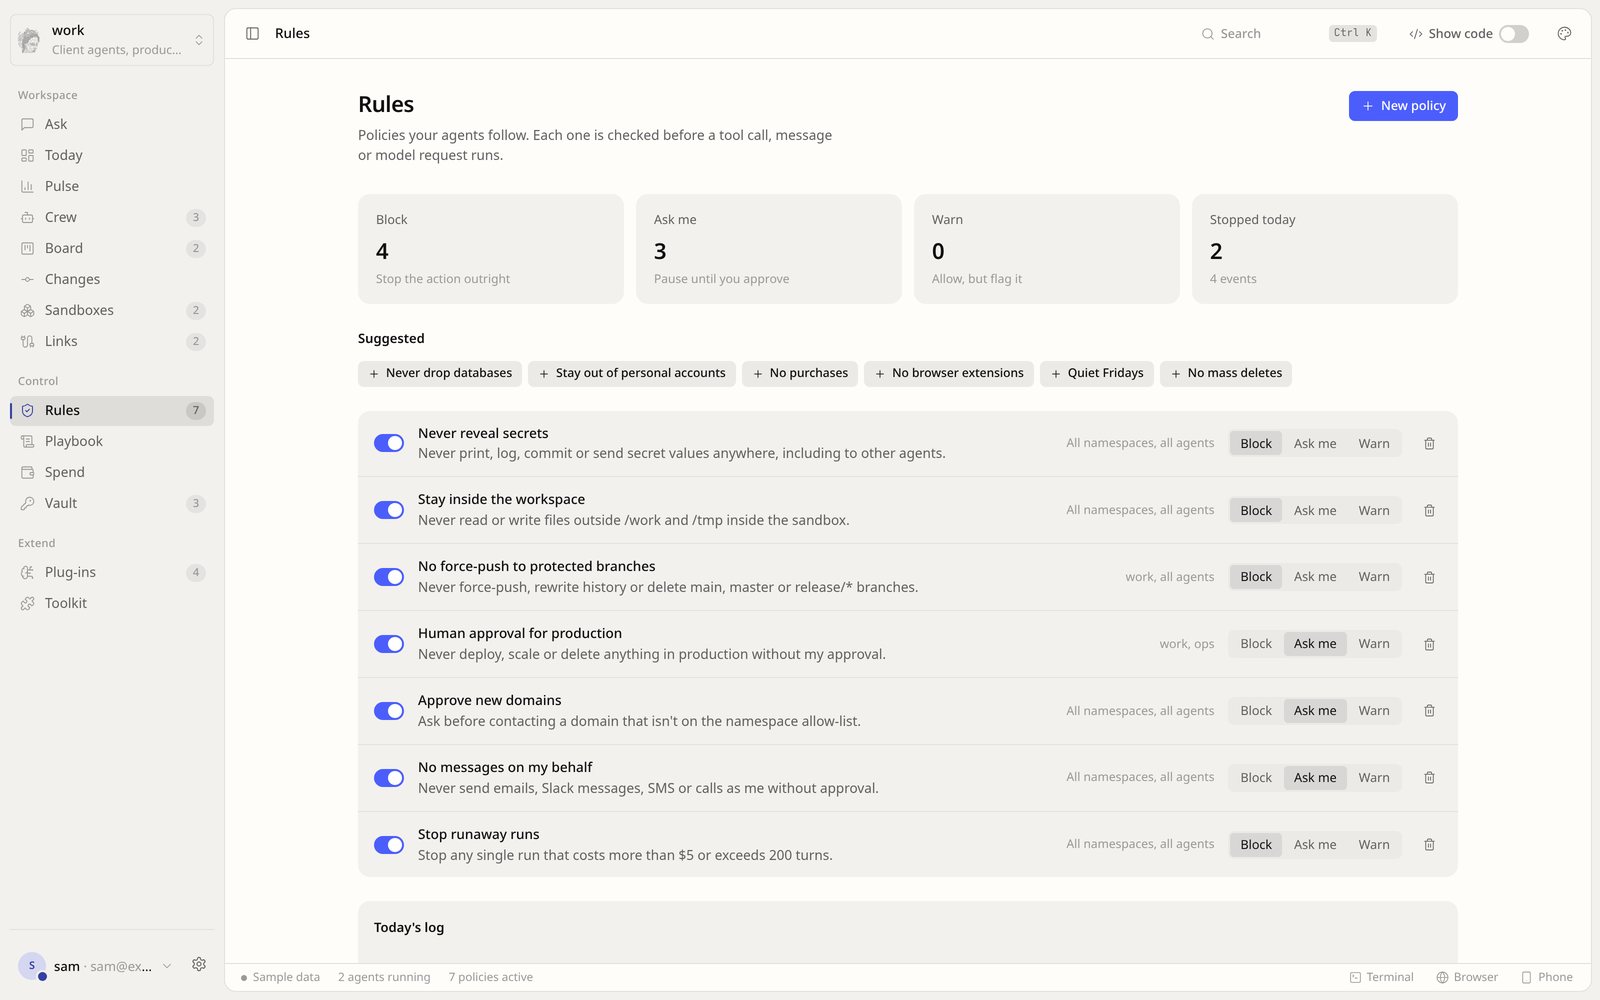 work
Client agents, produc...
Workspace
Ask
Today
Pulse
Crew 3
Board 2
Changes
Sandboxes 2
Links 2
Control
Rules 7
Playbook
Spend
Vault 3
Extend
Plug-ins 4
Toolkit
S sam · sam@ex...
Rules
Search Ctrl K
</> Show code
Rules
New policy
Policies your agents follow. Each one is checked before a tool call, message
or model request runs.
Block
4
Stop the action outright
Ask me
3
Pause until you approve
Warn
0
Allow, but flag it
Stopped today
2
4 events
Suggested
+ Never drop databases
+ Stay out of personal accounts
+ No purchases
+ No browser extensions
+ Quiet Fridays
+ No mass deletes
Never reveal secrets
Never print, log, commit or send secret values anywhere, including to other agents.
All namespaces, all agents Block Ask me Warn
Stay inside the workspace
Never read or write files outside /work and /tmp inside the sandbox.
All namespaces, all agents Block Ask me Warn
No force-push to protected branches
Never force-push, rewrite history or delete main, master or release/* branches.
work, all agents Block Ask me Warn
Human approval for production
Never deploy, scale or delete anything in production without my approval.
work, ops Block Ask me Warn
Approve new domains
Ask before contacting a domain that isn't on the namespace allow-list.
All namespaces, all agents Block Ask me Warn
No messages on my behalf
Never send emails, Slack messages, SMS or calls as me without approval.
All namespaces, all agents Block Ask me Warn
Stop runaway runs
Stop any single run that costs more than $5 or exceeds 200 turns.
All namespaces, all agents Block Ask me Warn
Today's log
Sample data 2 agents running 7 policies active
Terminal Browser Phone